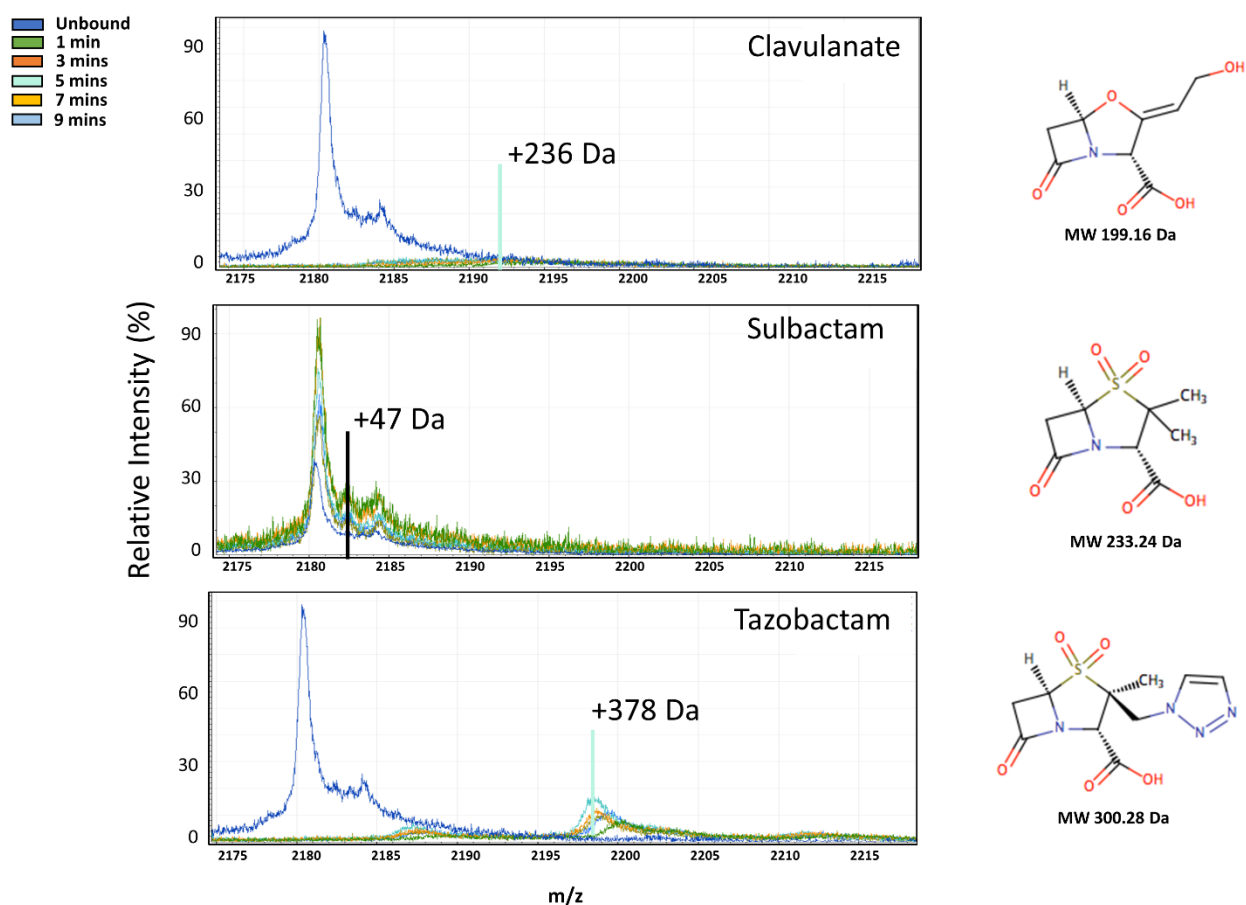 Unbound
1 min
3 mins
5 mins
7 mins
9 mins
Relative Intensity (%)
Clavulanate
+236 Da
90
60
30
0
2175 2180 2185 2190 2195 2200 2205 2210 2215
H
O
OH
N
O
O
OH
MW 199.16 Da
Sulbactam
+47 Da
90
60
30
0
2175 2180 2185 2190 2195 2200 2205 2210 2215
O
O
H
S
CH3
CH3
N
O
O
OH
MW 233.24 Da
Tazobactam
+378 Da
90
60
30
0
2175 2180 2185 2190 2195 2200 2205 2210 2215
m/z
O
O
H
S
CH3
N
N
N
N
O
O
OH
MW 300.28 Da